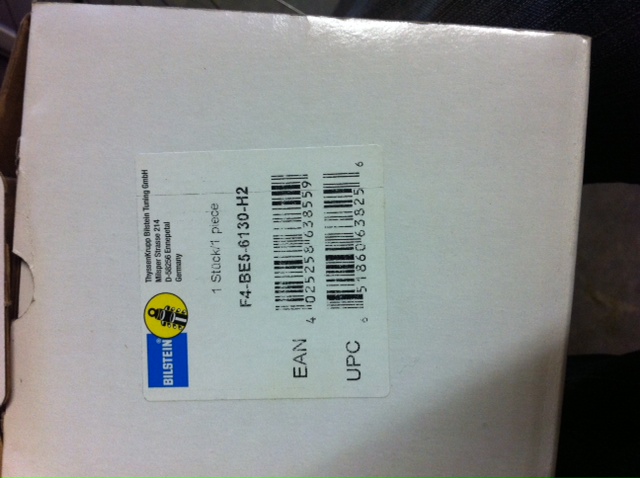 BILSTEIN®
ThyssenKrupp Bilstein Tuning GmbH
Milsper Strasse 214
D-58256 Ennepetal
Germany
1 Stück/1 piece
F4-BE5-6130-H2
EAN
4 025258 638559
UPC
6 51860 63825 6